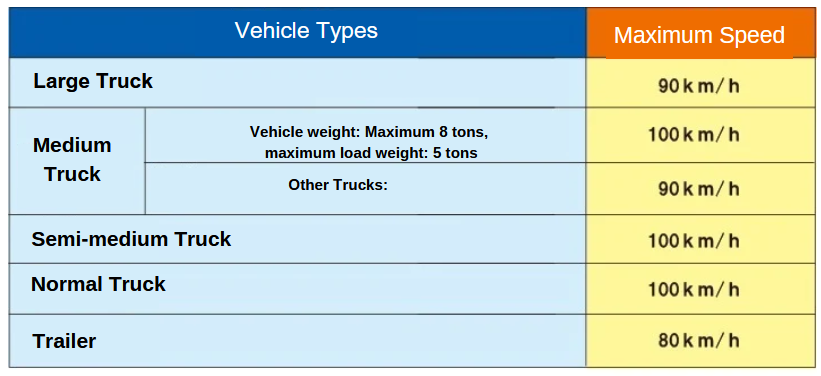 Vehicle Types
Maximum Speed
Large Truck
90km/h
Medium
Truck
Vehicle weight: Maximum 8 tons,
maximum load weight: 5 tons
100km/h
Other Trucks:
90km/h
Semi-medium Truck
100km/h
Normal Truck
100km/h
Trailer
80km/h